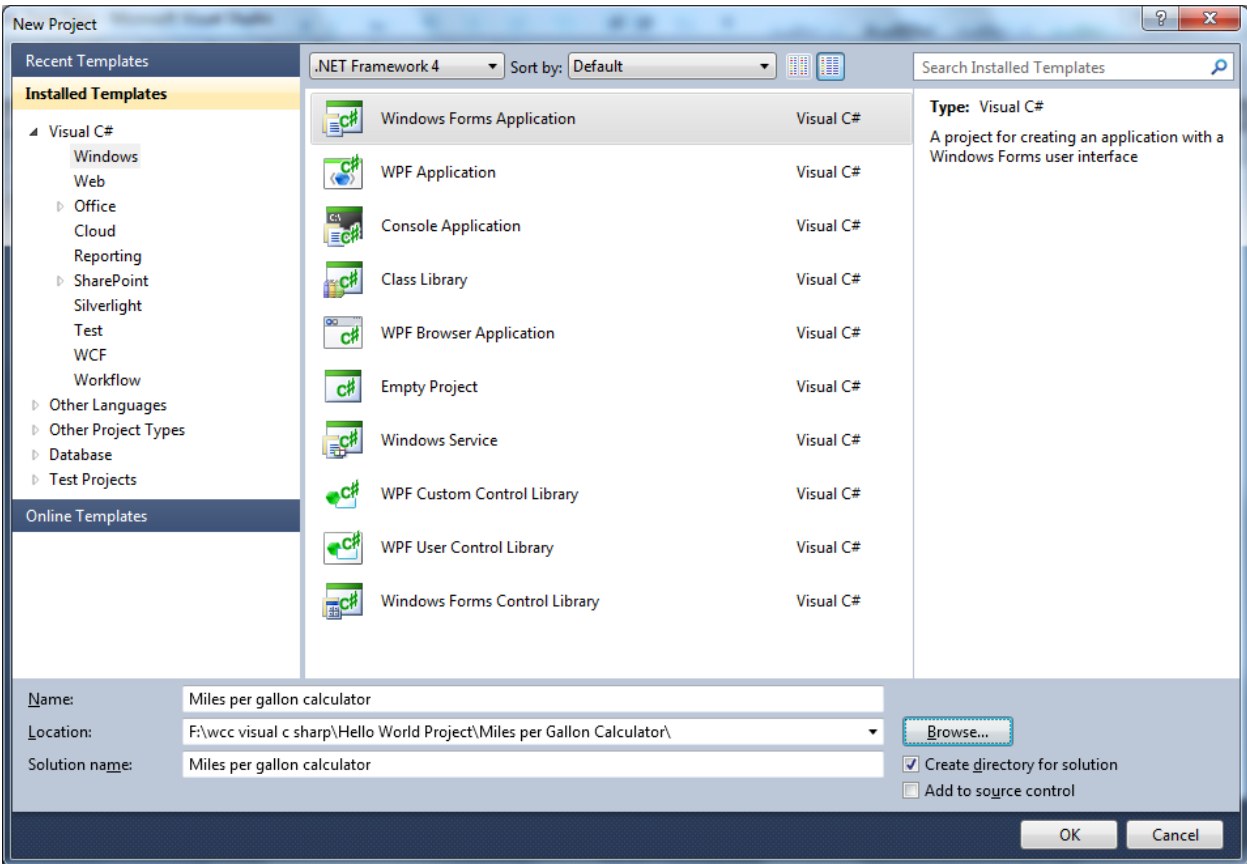 New Project
Recent Templates
Installed Templates
Visual C#
Windows
Web
Office
Cloud
Reporting
SharePoint
Silverlight
Test
WCF
Workflow
Other Languages
Other Project Types
Database
Test Projects
Online Templates
.NET Framework 4 Sort by: Default
Windows Forms Application Visual C#
WPF Application Visual C#
Console Application Visual C#
Class Library Visual C#
WPF Browser Application Visual C#
Empty Project Visual C#
Windows Service Visual C#
WPF Custom Control Library Visual C#
WPF User Control Library Visual C#
Windows Forms Control Library Visual C#
Search Installed Templates
Type: Visual C#
A project for creating an application with a
Windows Forms user interface
Name: Miles per gallon calculator
Location: F:\wcc visual c sharp\Hello World Project\Miles per Gallon Calculator\ Browse...
Solution name: Miles per gallon calculator
Create directory for solution
Add to source control
OK Cancel